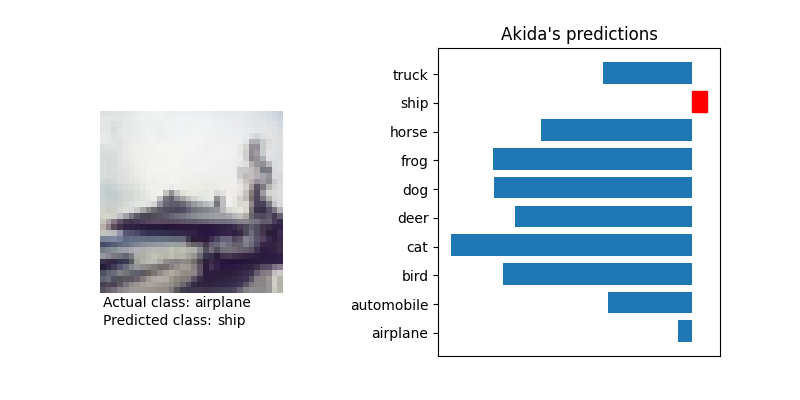 Akida's predictions
truck
ship
horse
frog
dog
deer
cat
bird
automobile
airplane
Actual class: airplane
Predicted class: ship